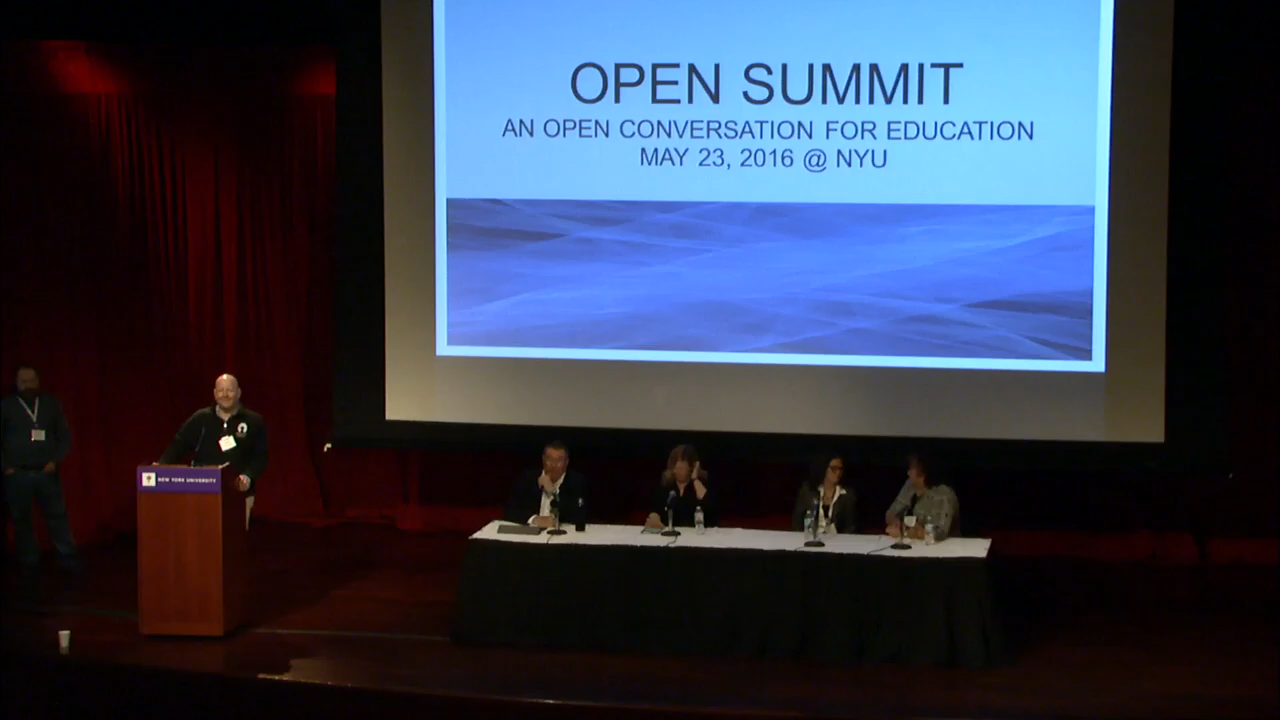 OPEN SUMMIT
AN OPEN CONVERSATION FOR EDUCATION
MAY 23, 2016 @ NYU
NEW YORK UNIVERSITY